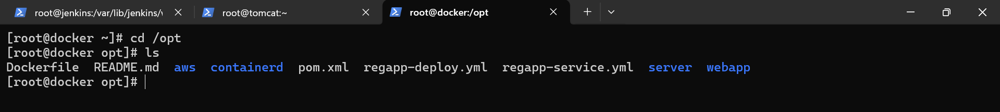 root@jenkins:/var/lib/jenkins/ root@tomcat:~ root@docker:/opt
[root@docker ~]# cd /opt
[root@docker opt]# ls
Dockerfile README.md aws containerd pom.xml regapp-deploy.yml regapp-service.yml server webapp
[root@docker opt]#